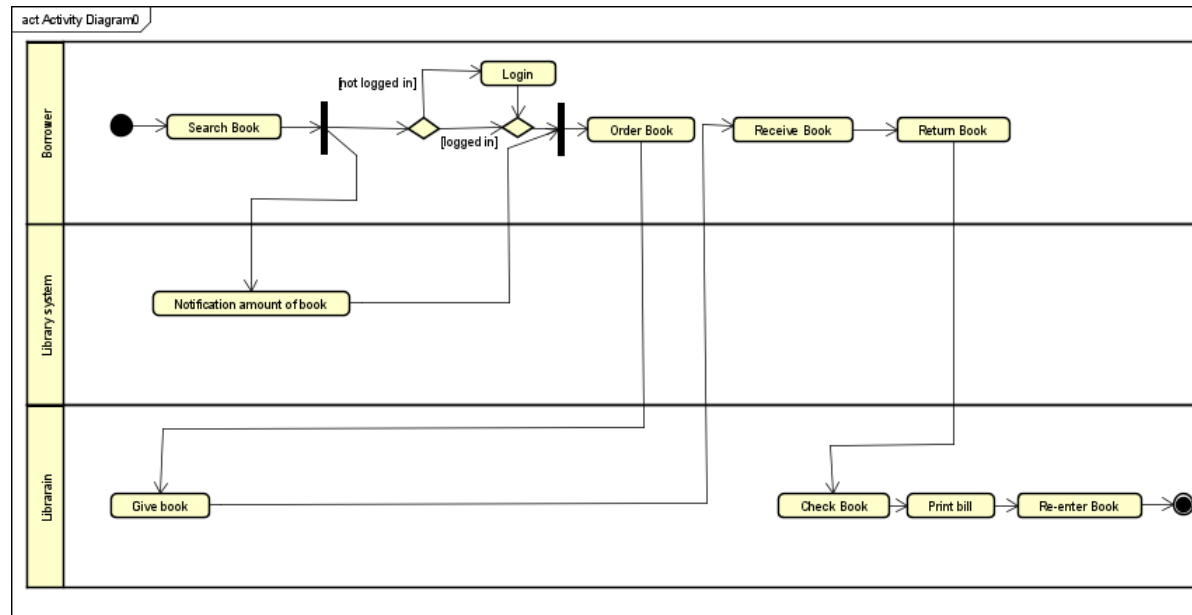 act Activity Diagram0
Borrower
[not logged in]
Login
Search Book
[logged in]
Order Book
Receive Book
Return Book
Library system
Notification amount of book
Librarain
Give book
Check Book
Print bill
Re-enter Book